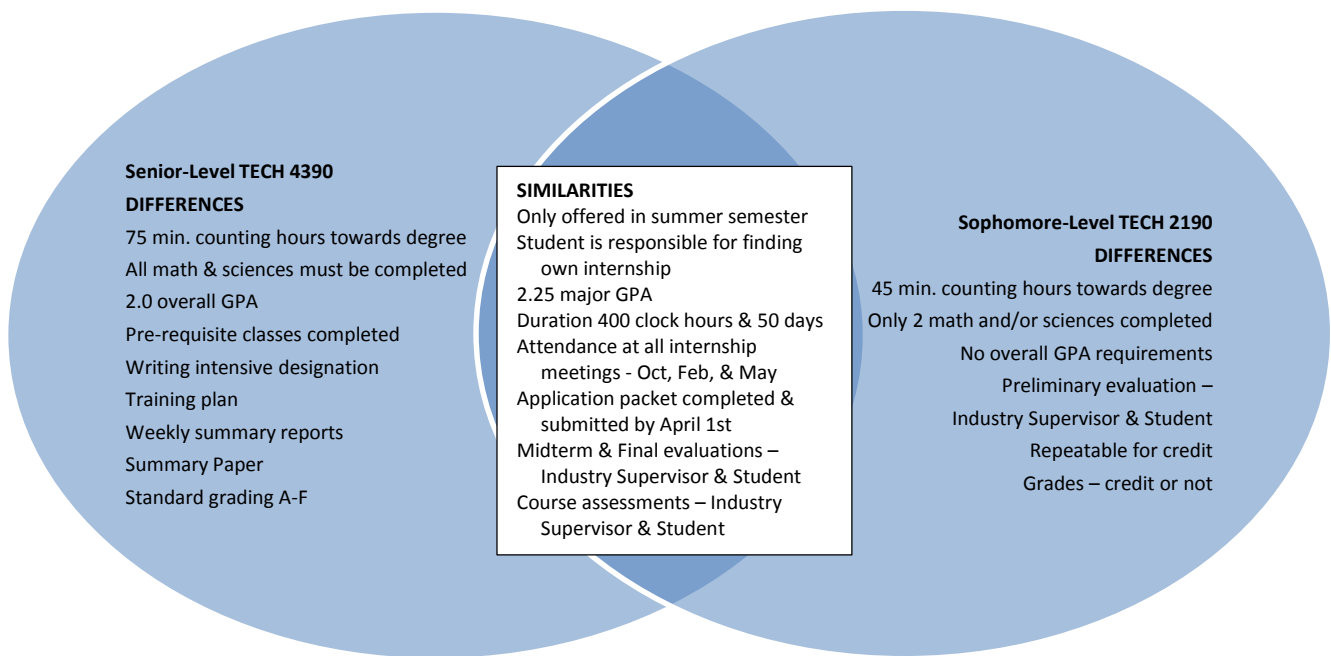 Senior-Level TECH 4390
DIFFERENCES
75 min. counting hours towards degree
All math & sciences must be completed
2.0 overall GPA
Pre-requisite classes completed
Writing intensive designation
Training plan
Weekly summary reports
Summary Paper
Standard grading A-F
SIMILARITIES
Only offered in summer semester
Student is responsible for finding
own internship
2.25 major GPA
Duration 400 clock hours & 50 days
Attendance at all internship
meetings - Oct, Feb, & May
Application packet completed &
submitted by April 1st
Midterm & Final evaluations –
Industry Supervisor & Student
Course assessments – Industry
Supervisor & Student
Sophomore-Level TECH 2190
DIFFERENCES
45 min. counting hours towards degree
Only 2 math and/or sciences completed
No overall GPA requirements
Preliminary evaluation –
Industry Supervisor & Student
Repeatable for credit
Grades – credit or not